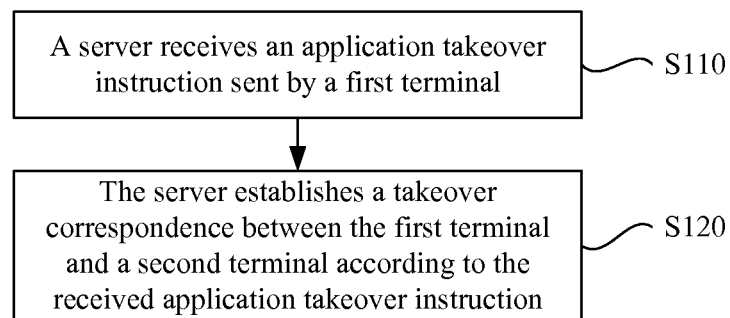 A server receives an application takeover
instruction sent by a first terminal
S110
The server establishes a takeover
correspondence between the first terminal
and a second terminal according to the
received application takeover instruction
S120